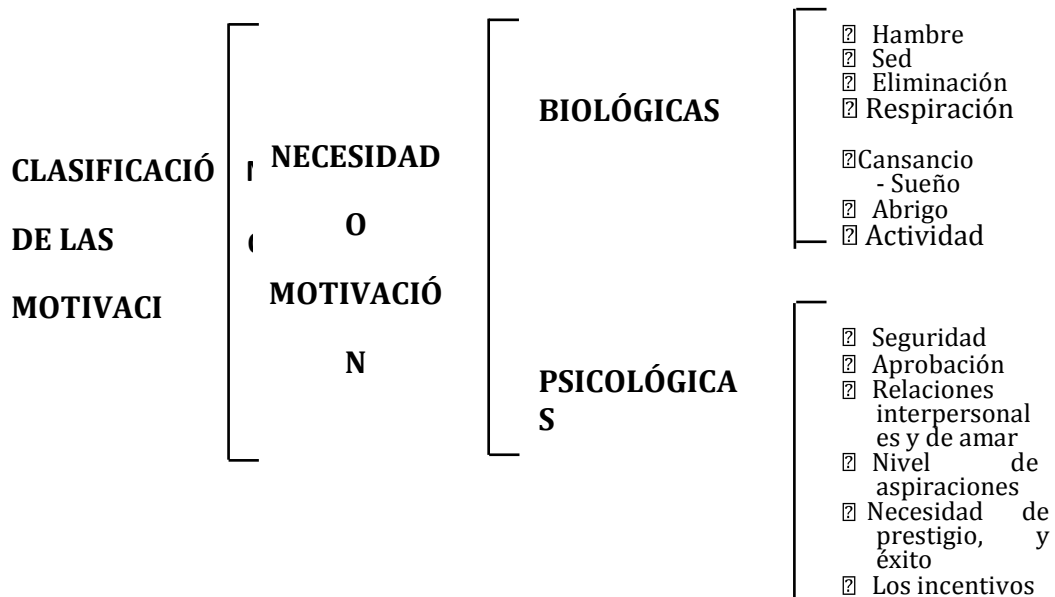 CLASIFICACIÓ
DE LAS
MOTIVACI
NECESIDAD
O
MOTIVACIÓ
N
BIOLÓGICAS
⍰ Hambre
⍰ Sed
⍰ Eliminación
⍰ Respiración
⍰Cansancio
- Sueño
⍰ Abrigo
⍰ Actividad
PSICOLÓGICA
S
⍰ Seguridad
⍰ Aprobación
⍰ Relaciones
interpersonal
es y de amar
⍰ Nivel de
aspiraciones
⍰ Necesidad de
prestigio, y
éxito
⍰ Los incentivos